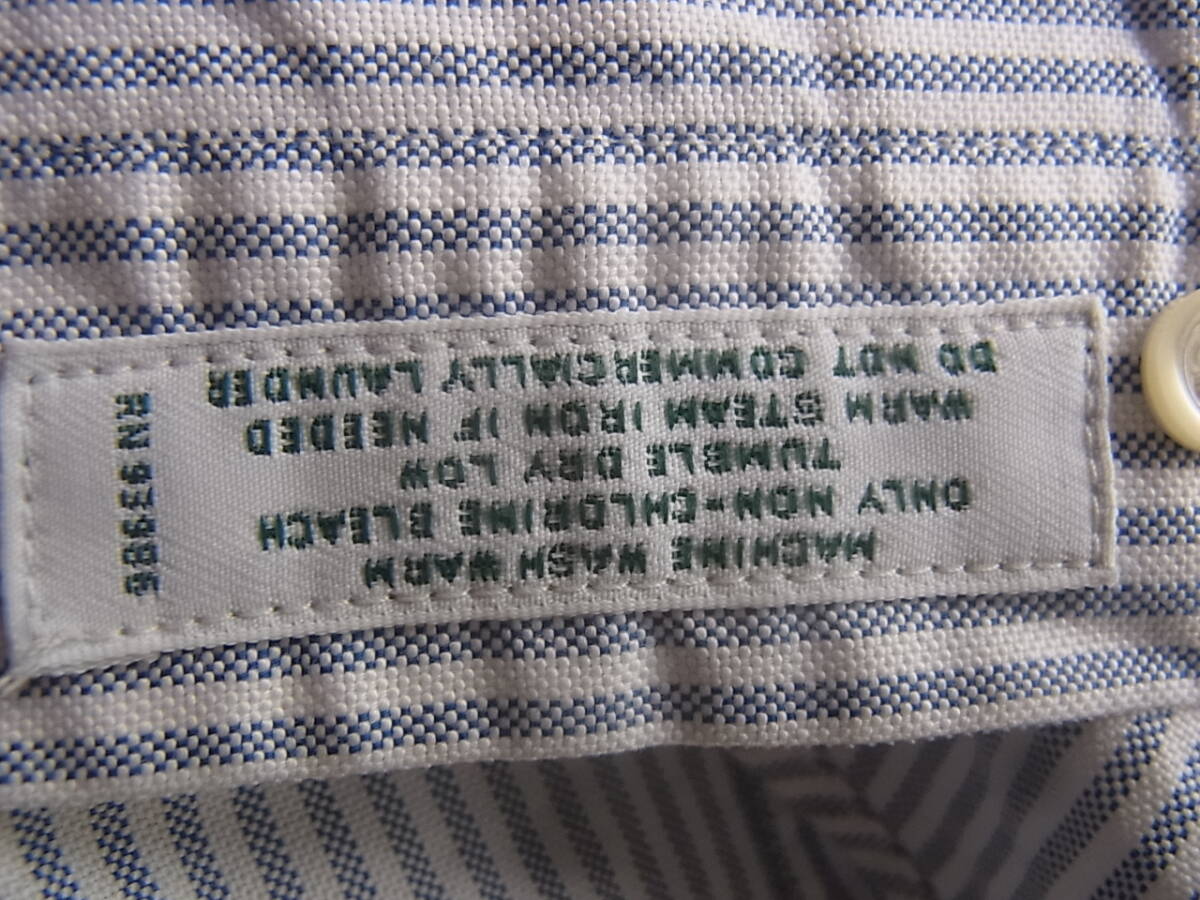 MACHINE WASH WARM
ONLY NON-CHLORINE BLEACH
TUMBLE DRY LOW
WARM STEAM IRON IF NEEDED
DO NOT COMMERCIALLY LAUNDER
RN 93986